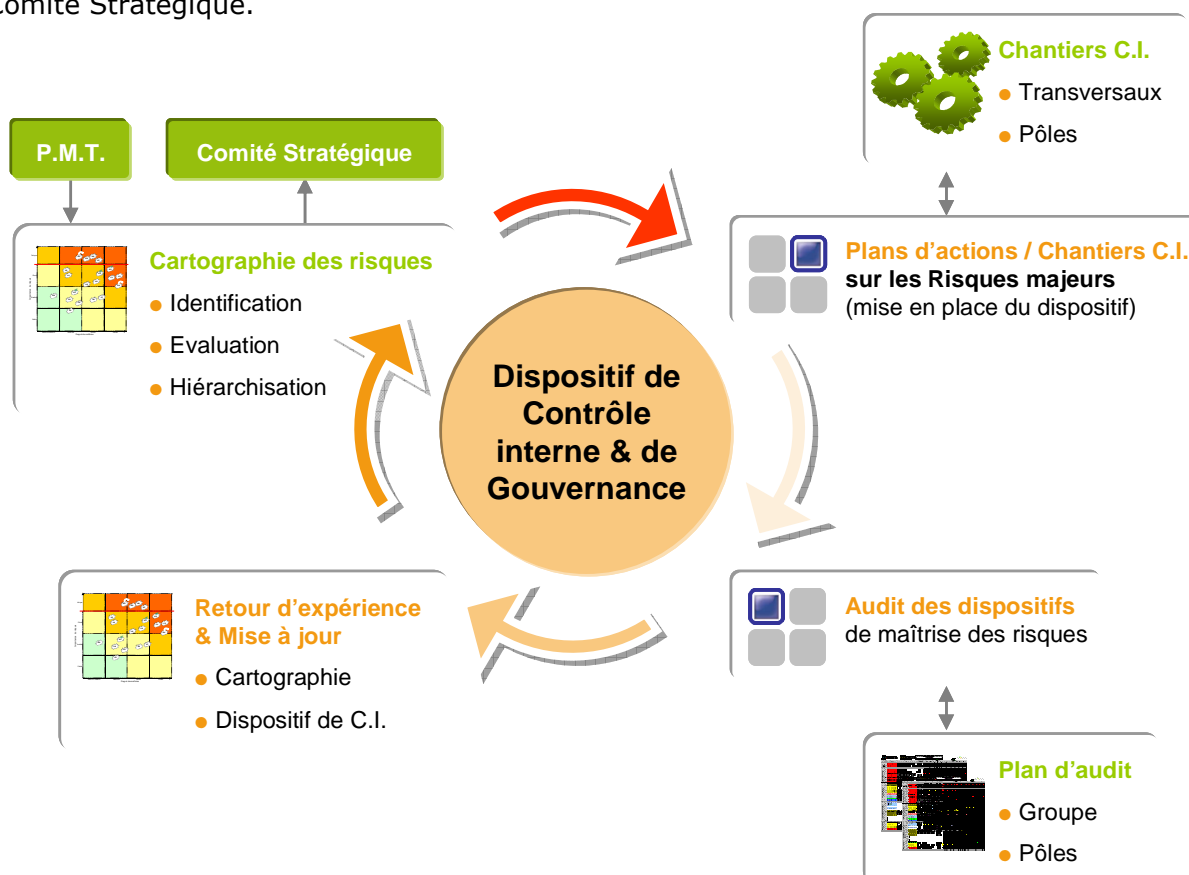 Comité Stratégique.
Chantiers C.I.
Transversaux
Pôles
P.M.T.
Comité Stratégique
Cartographie des risques
Identification
Evaluation
Hiérarchisation
Plans d'actions / Chantiers C.I.
sur les Risques majeurs
(mise en place du dispositif)
Dispositif de
Contrôle
interne & de
Gouvernance
Retour d'expérience
& Mise à jour
Cartographie
Dispositif de C.I.
Audit des dispositifs
de maîtrise des risques
Plan d'audit
Groupe
Pôles